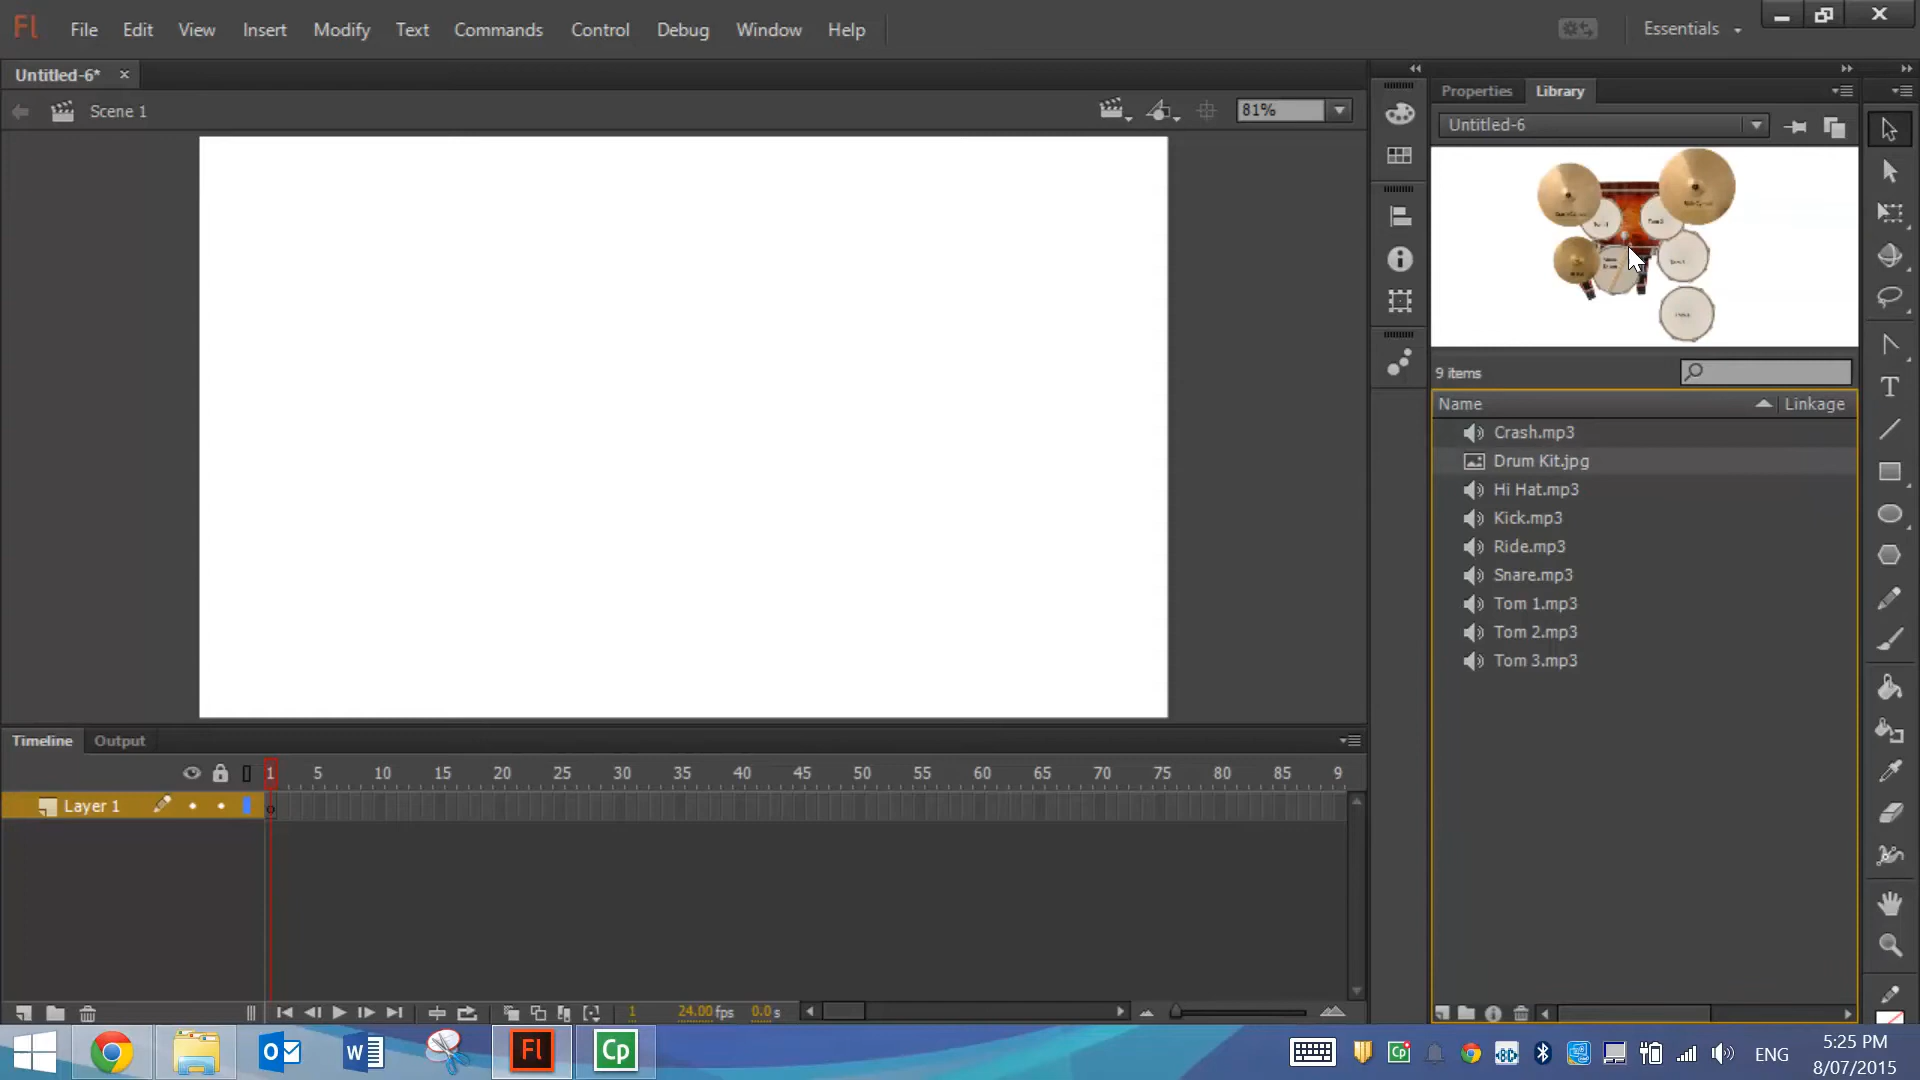 Fl File Edit View Insert Modify Text Commands Control Debug Window Help Essentials
Untitled-6*
Scene 1 81%
Properties Library
Untitled-6
9 items
Name Linkage
Crash.mp3
Drum Kit.jpg
Hi Hat.mp3
Kick.mp3
Ride.mp3
Snare.mp3
Tom 1.mp3
Tom 2.mp3
Tom 3.mp3
Timeline Output
1 5 10 15 20 25 30 35 40 45 50 55 60 65 70 75 80 85 9
Layer 1
1 24.00 fps 0.0 s
Fl Cp ENG
5:25 PM
8/07/2015